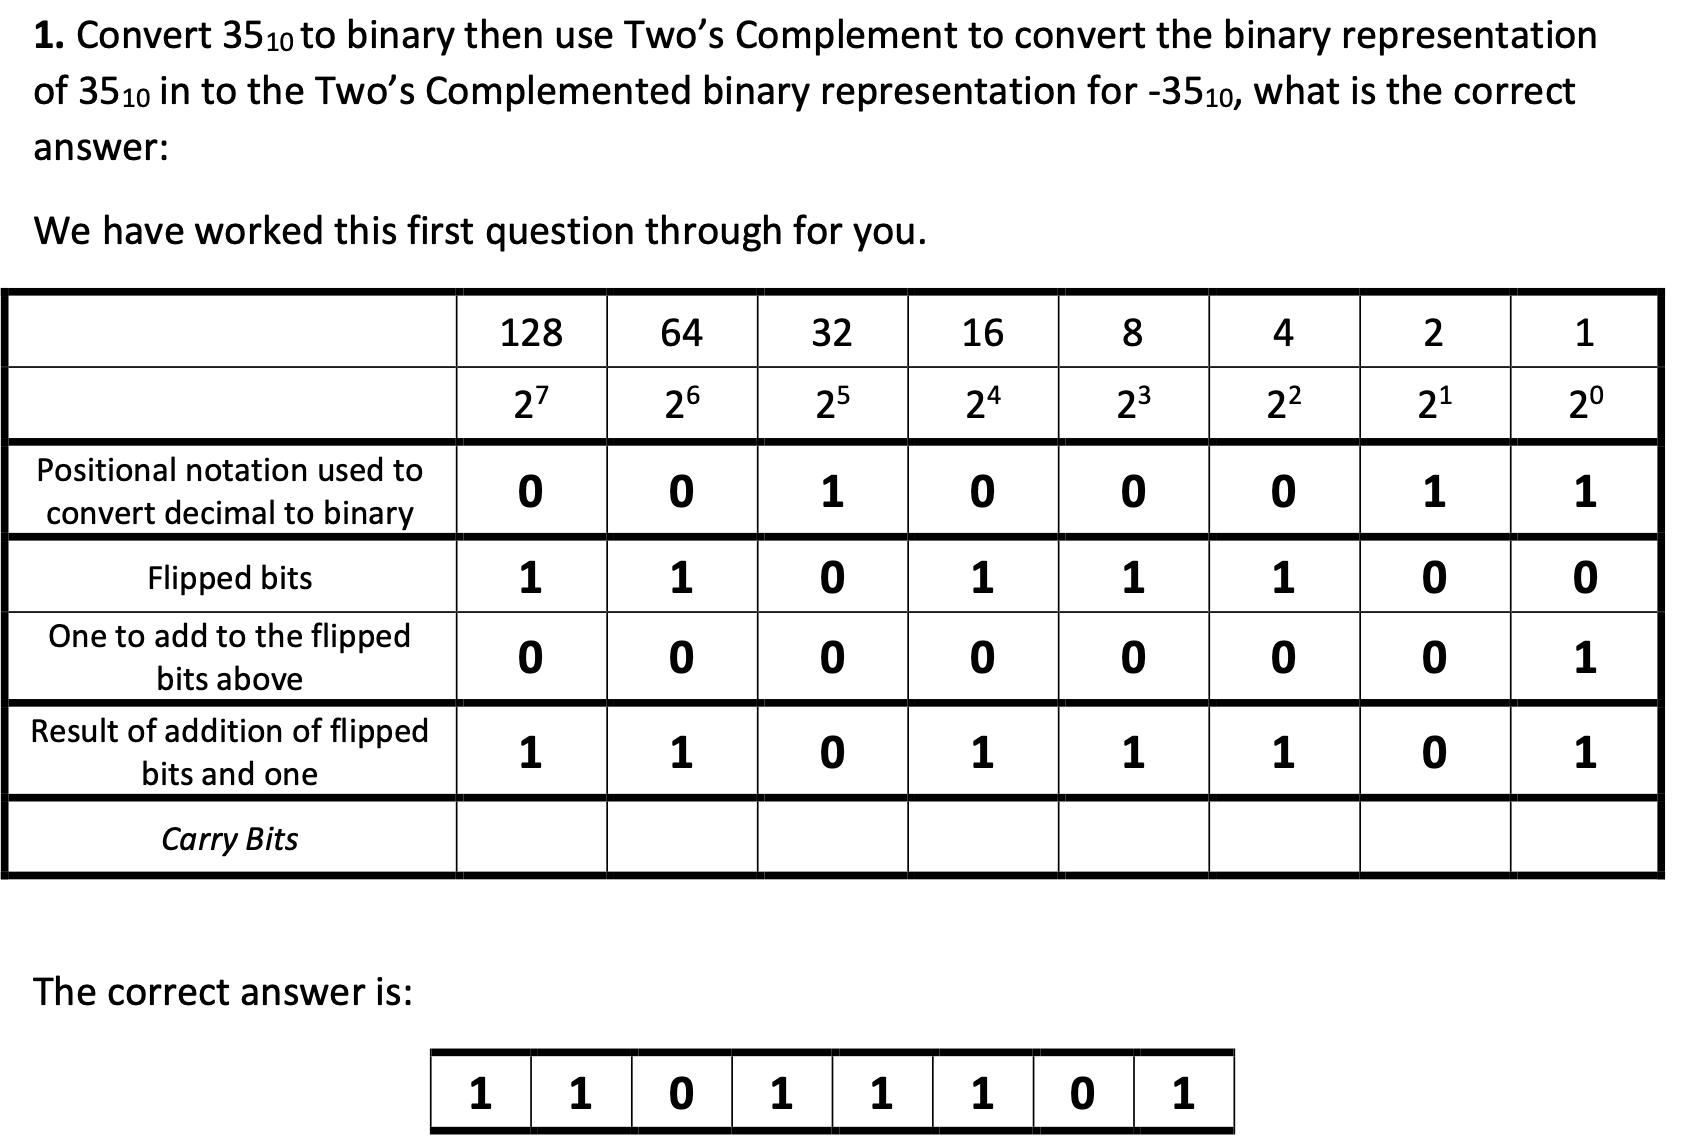 1. Convert 35₁₀ to binary then use Two’s Complement to convert the binary representation
of 35₁₀ in to the Two’s Complemented binary representation for -35₁₀, what is the correct
answer:
We have worked this first question through for you.
128 64 32 16 8 4 2 1
2⁷ 2⁶ 2⁵ 2⁴ 2³ 2² 2¹ 2⁰
Positional notation used to
convert decimal to binary
0 0 1 0 0 0 1 1
Flipped bits 1 1 0 1 1 1 0 0
One to add to the flipped
bits above
0 0 0 0 0 0 0 1
Result of addition of flipped
bits and one
1 1 0 1 1 1 0 1
Carry Bits
The correct answer is:
1 1 0 1 1 1 0 1